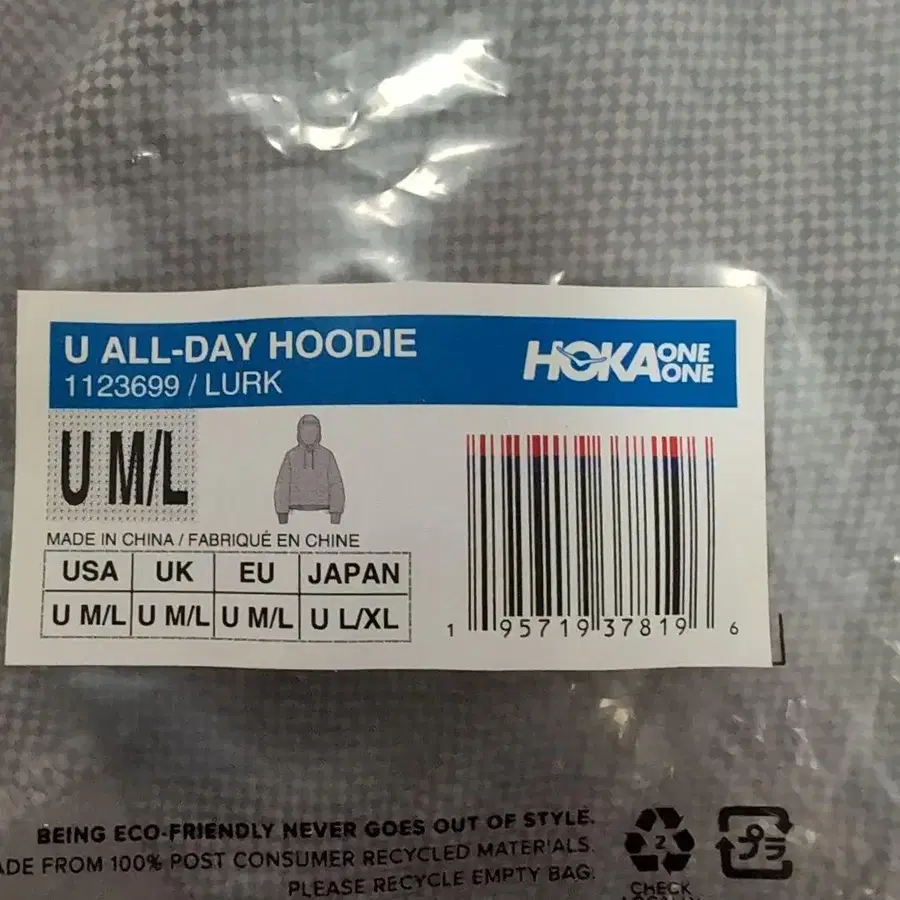 U ALL-DAY HOODIE
1123699 / LURK
HOKA ONE ONE
U M/L
MADE IN CHINA / FABRIQUÉ EN CHINE
USA UK EU JAPAN
U M/L U M/L U M/L U L/XL
1 95719 37819 6
BEING ECO-FRIENDLY NEVER GOES OUT OF STYLE.
ADE FROM 100% POST CONSUMER RECYCLED MATERIALS.
PLEASE RECYCLE EMPTY BAG.
2
プラ
CHECK